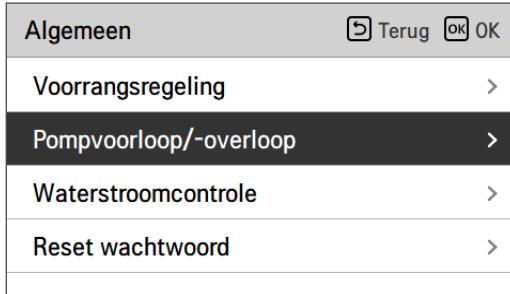 Algemeen Terug OK OK
Voorrangsregeling
Pompvoorloop/-overloop
Waterstroomcontrole
Reset wachtwoord